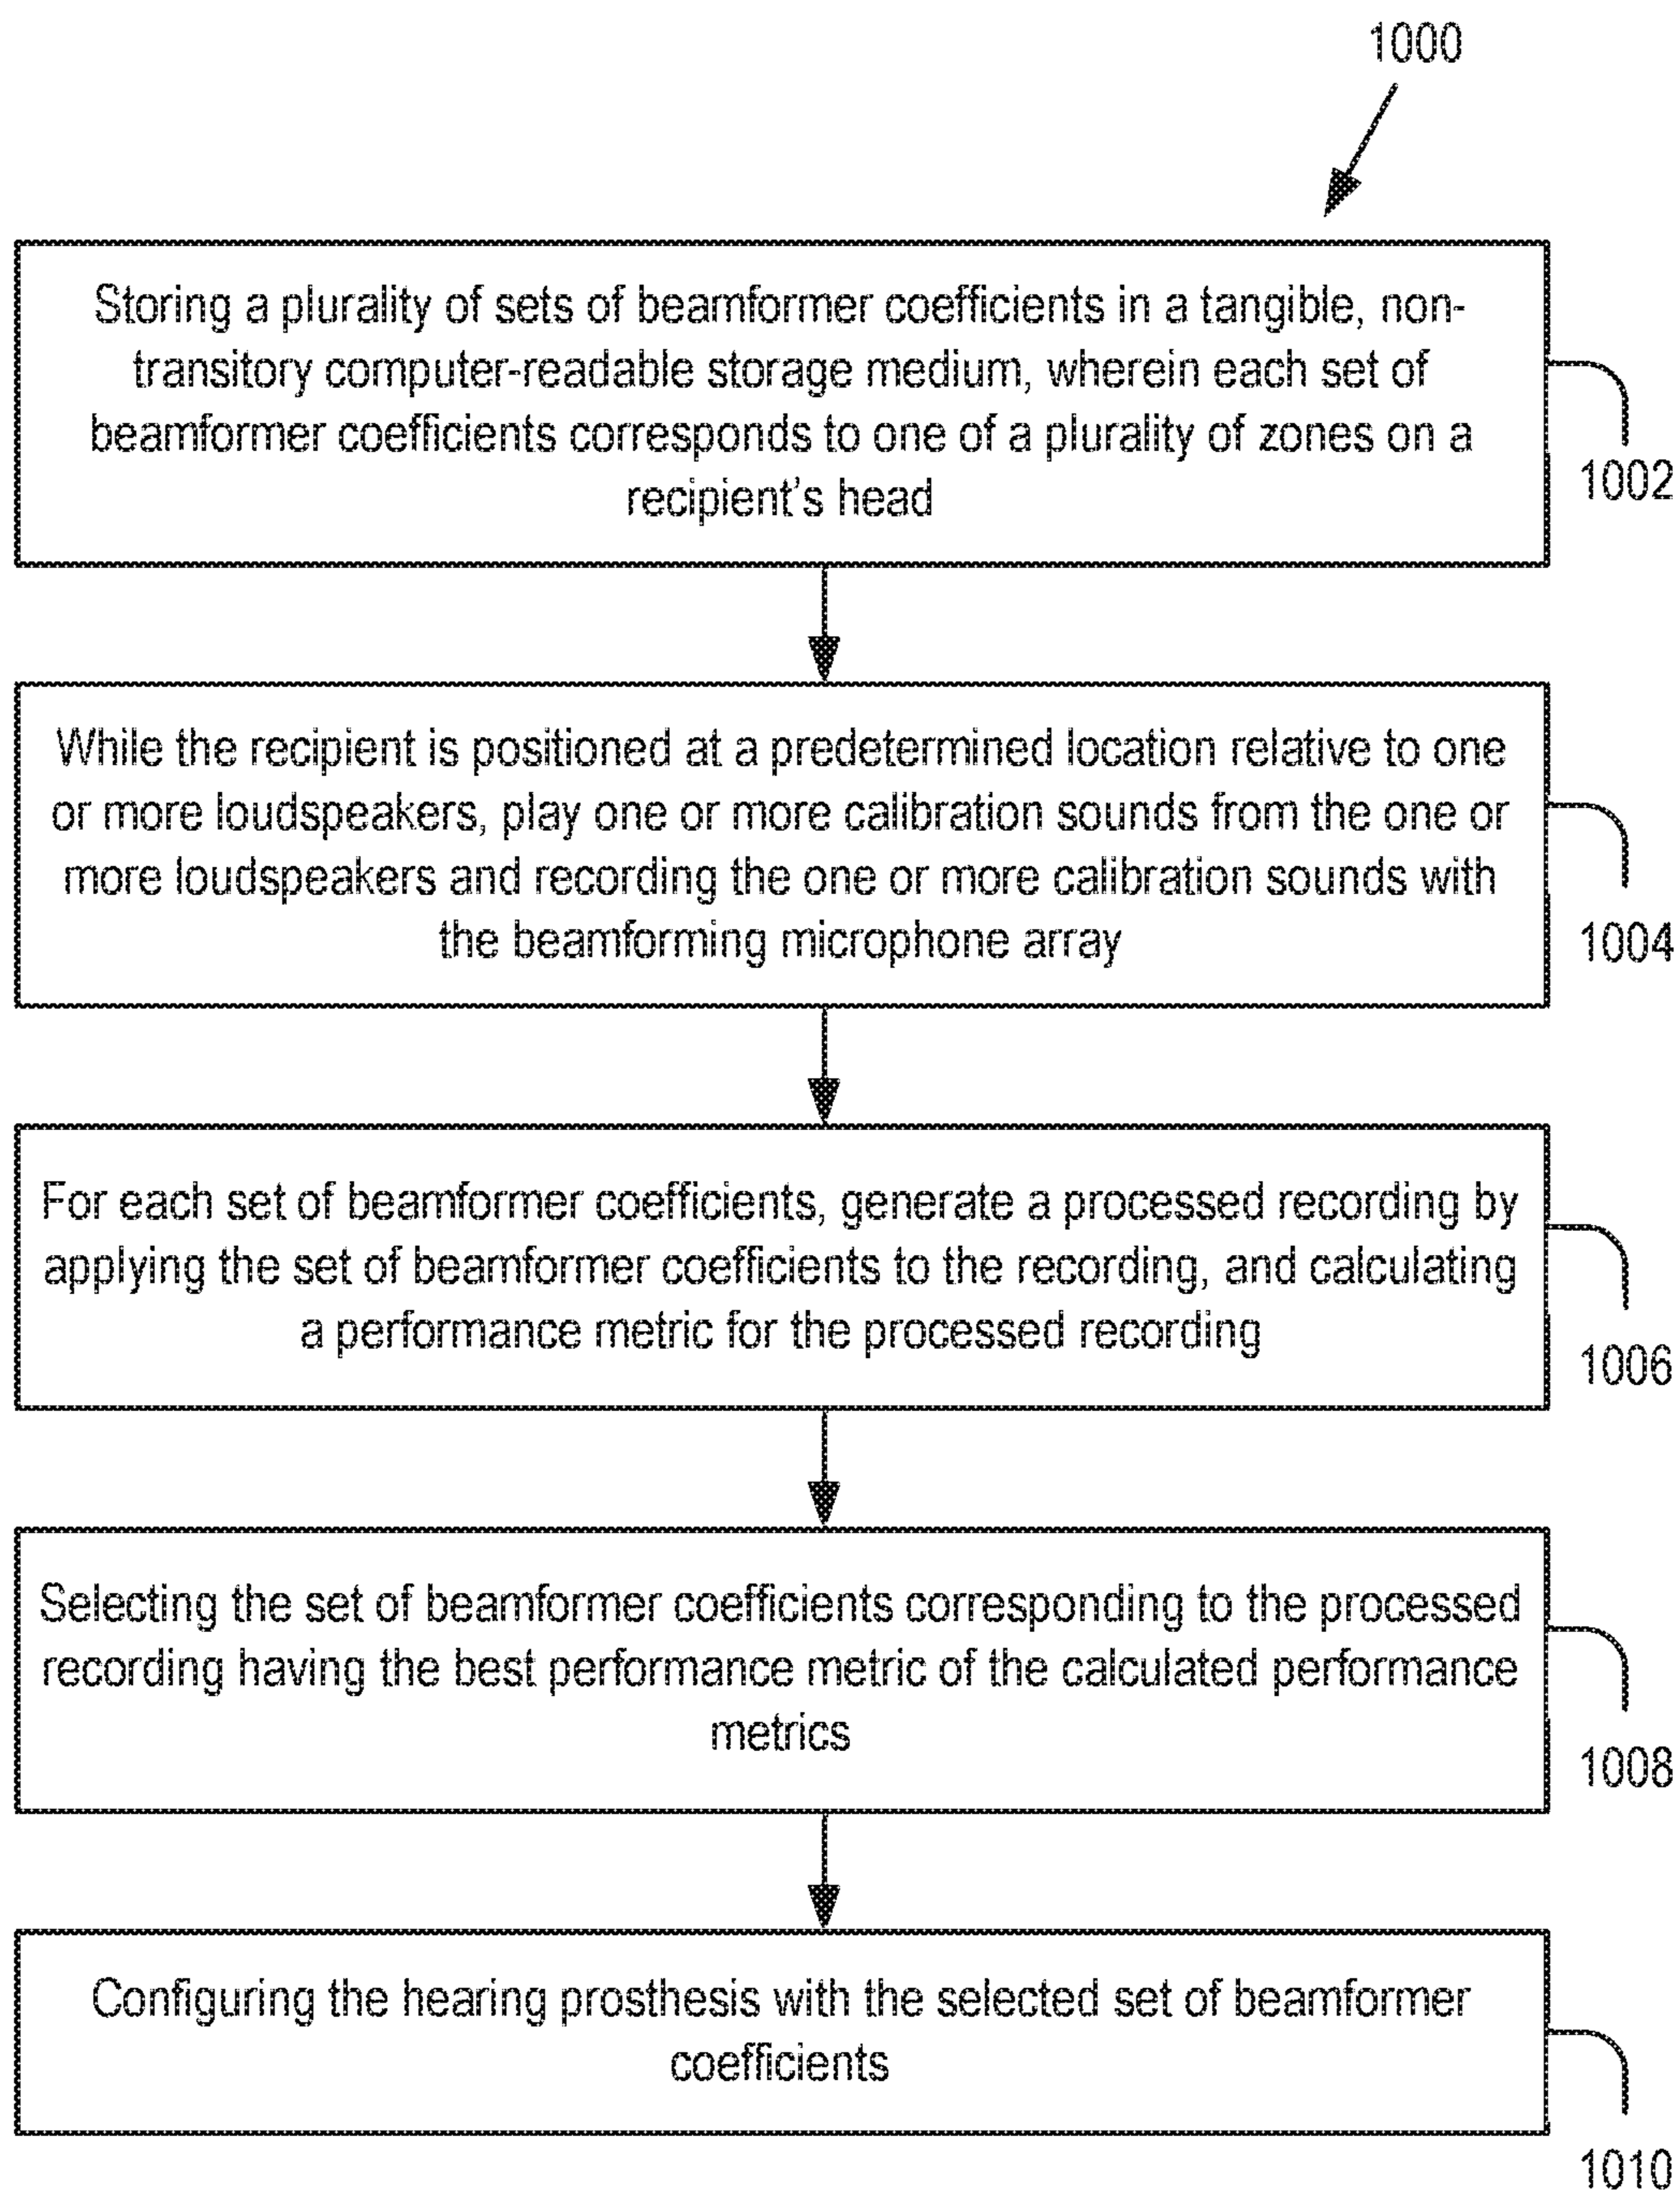 1000
Storing a plurality of sets of beamformer coefficients in a tangible, non-
transitory computer-readable storage medium, wherein each set of
beamformer coefficients corresponds to one of a plurality of zones on a
recipient's head
1002
While the recipient is positioned at a predetermined location relative to one
or more loudspeakers, play one or more calibration sounds from the one or
more loudspeakers and recording the one or more calibration sounds with
the beamforming microphone array
1004
For each set of beamformer coefficients, generate a processed recording by
applying the set of beamformer coefficients to the recording, and calculating
a performance metric for the processed recording
1006
Selecting the set of beamformer coefficients corresponding to the processed
recording having the best performance metric of the calculated performance
metrics
1008
Configuring the hearing prosthesis with the selected set of beamformer
coefficients
1010